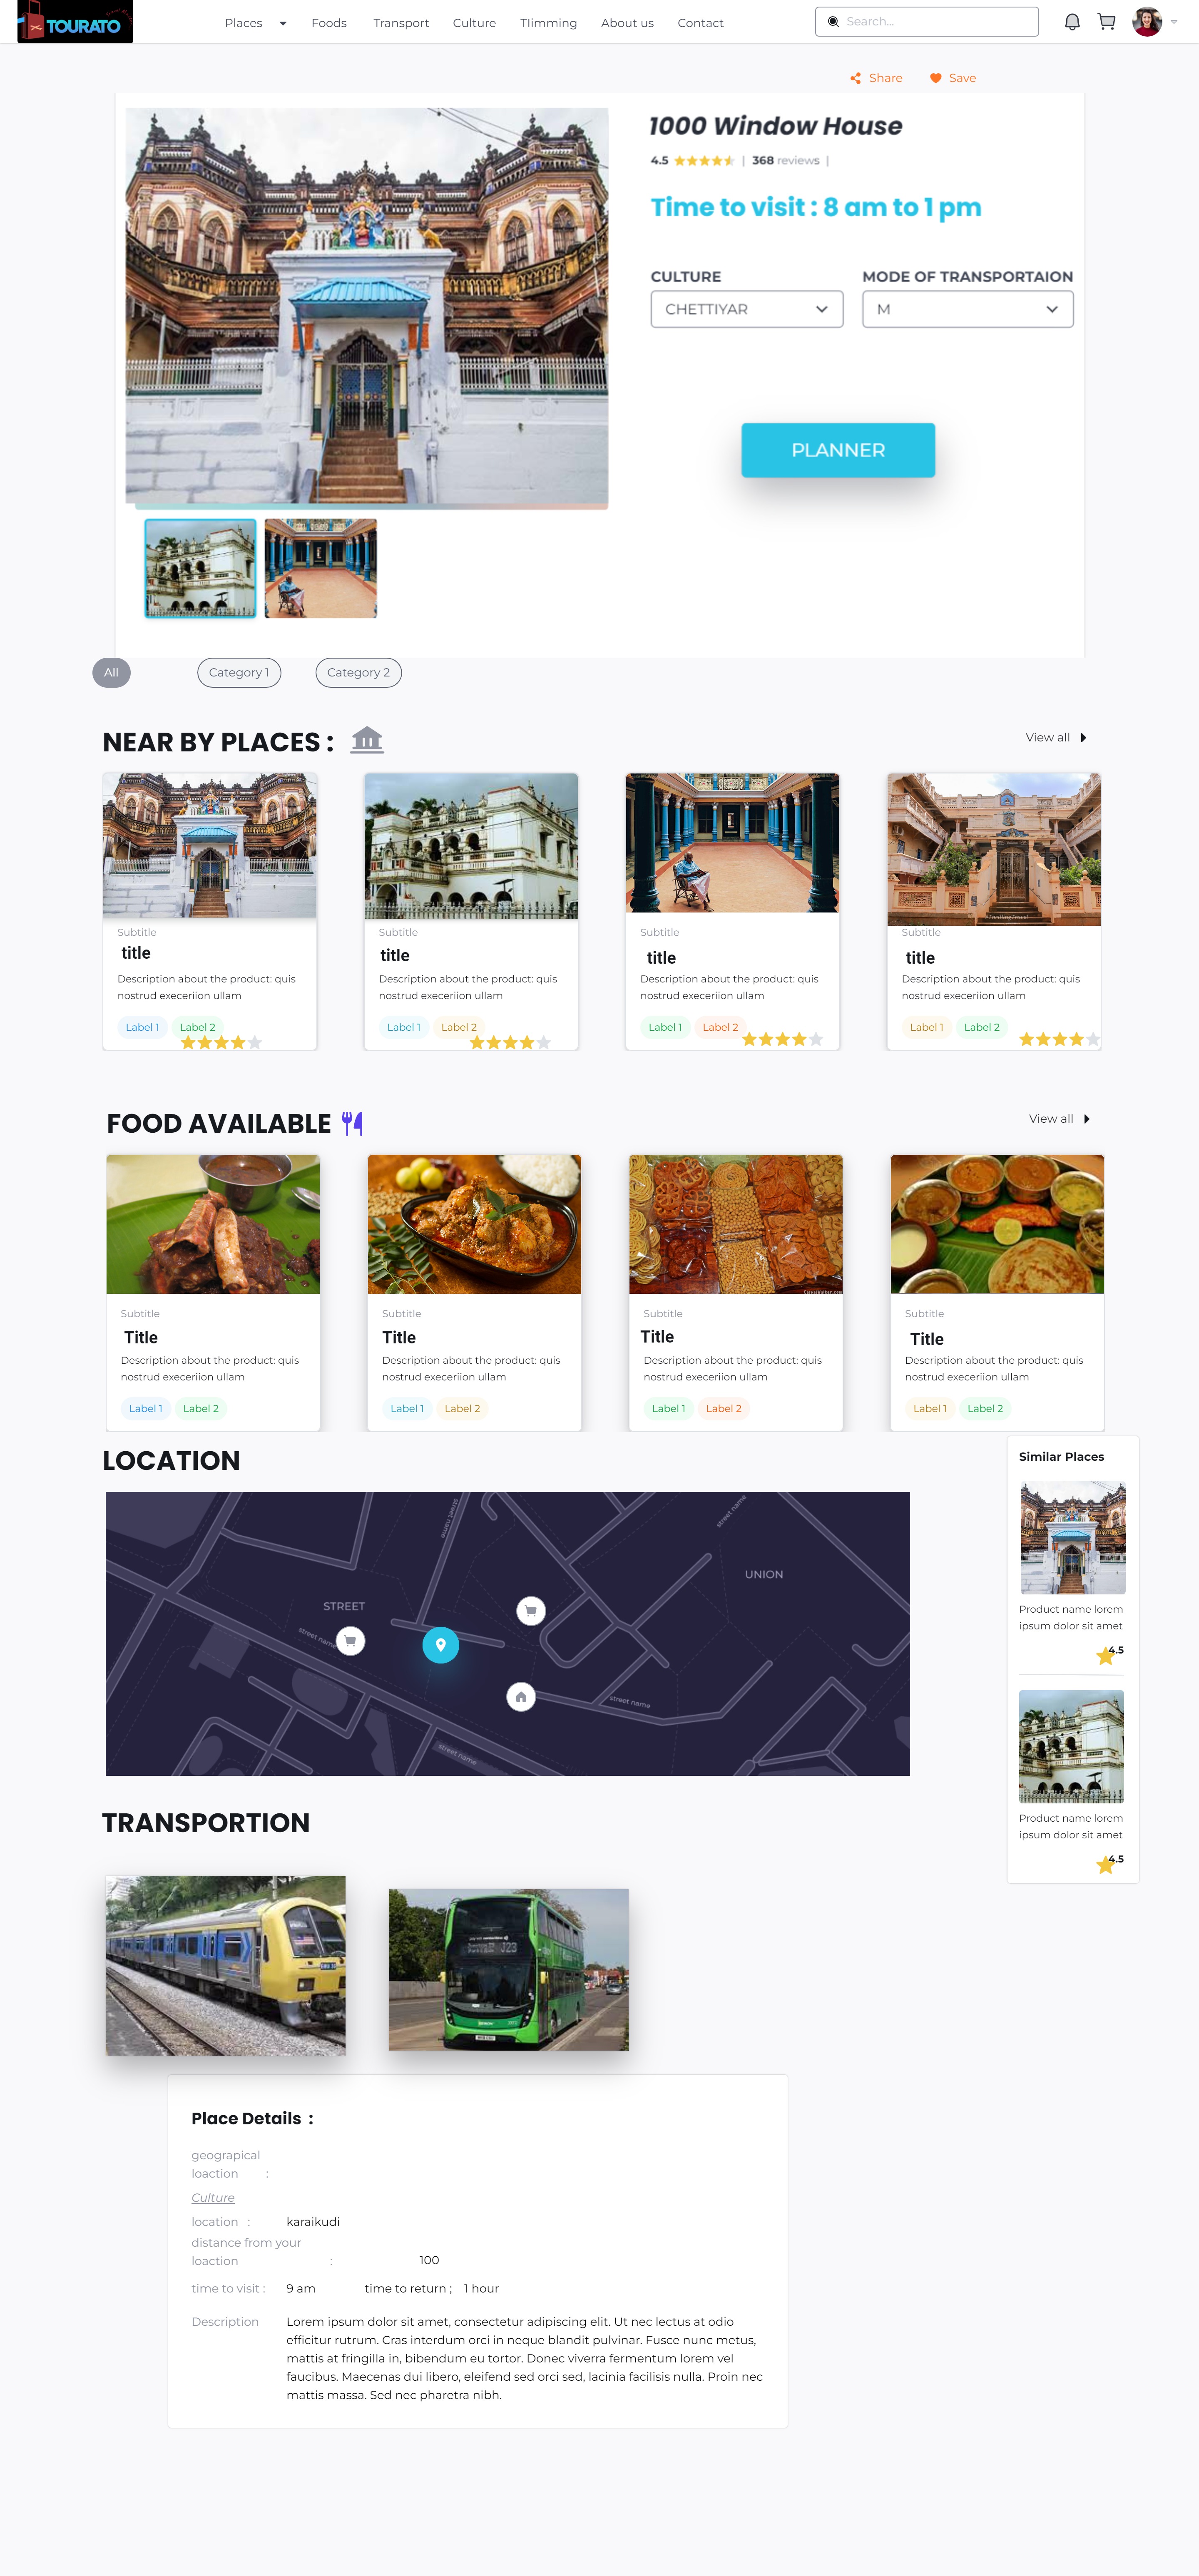 TOURATO
Places Foods Transport Culture TIimming About us Contact
Search...
Share Save
1000 Window House
4.5 | 368 reviews |
Time to visit : 8 am to 1 pm
CULTURE MODE OF TRANSPORTAION
CHETTIYAR M
PLANNER
All Category 1 Category 2
NEAR BY PLACES : View all
Subtitle
title
Description about the product: quis
nostrud execeriion ullam
Label 1 Label 2
Subtitle
title
Description about the product: quis
nostrud execeriion ullam
Label 1 Label 2
Subtitle
title
Description about the product: quis
nostrud execeriion ullam
Label 1 Label 2
Subtitle
title
Description about the product: quis
nostrud execeriion ullam
Label 1 Label 2
FOOD AVAILABLE View all
Subtitle
Title
Description about the product: quis
nostrud execeriion ullam
Label 1 Label 2
Subtitle
Title
Description about the product: quis
nostrud execeriion ullam
Label 1 Label 2
Subtitle
Title
Description about the product: quis
nostrud execeriion ullam
Label 1 Label 2
Subtitle
Title
Description about the product: quis
nostrud execeriion ullam
Label 1 Label 2
LOCATION
street name
street name
UNION
STREET
street name
street name
street name
Similar Places
Product name lorem
ipsum dolor sit amet
4.5
Product name lorem
ipsum dolor sit amet
4.5
TRANSPORTION
J23
Place Details :
geograpical
loaction :
Culture
location : karaikudi
distance from your
loaction : 100
time to visit : 9 am time to return ; 1 hour
Description Lorem ipsum dolor sit amet, consectetur adipiscing elit. Ut nec lectus at odio
efficitur rutrum. Cras interdum orci in neque blandit pulvinar. Fusce nunc metus,
mattis at fringilla in, bibendum eu tortor. Donec viverra fermentum lorem vel
faucibus. Maecenas dui libero, eleifend sed orci sed, lacinia facilisis nulla. Proin nec
mattis massa. Sed nec pharetra nibh.